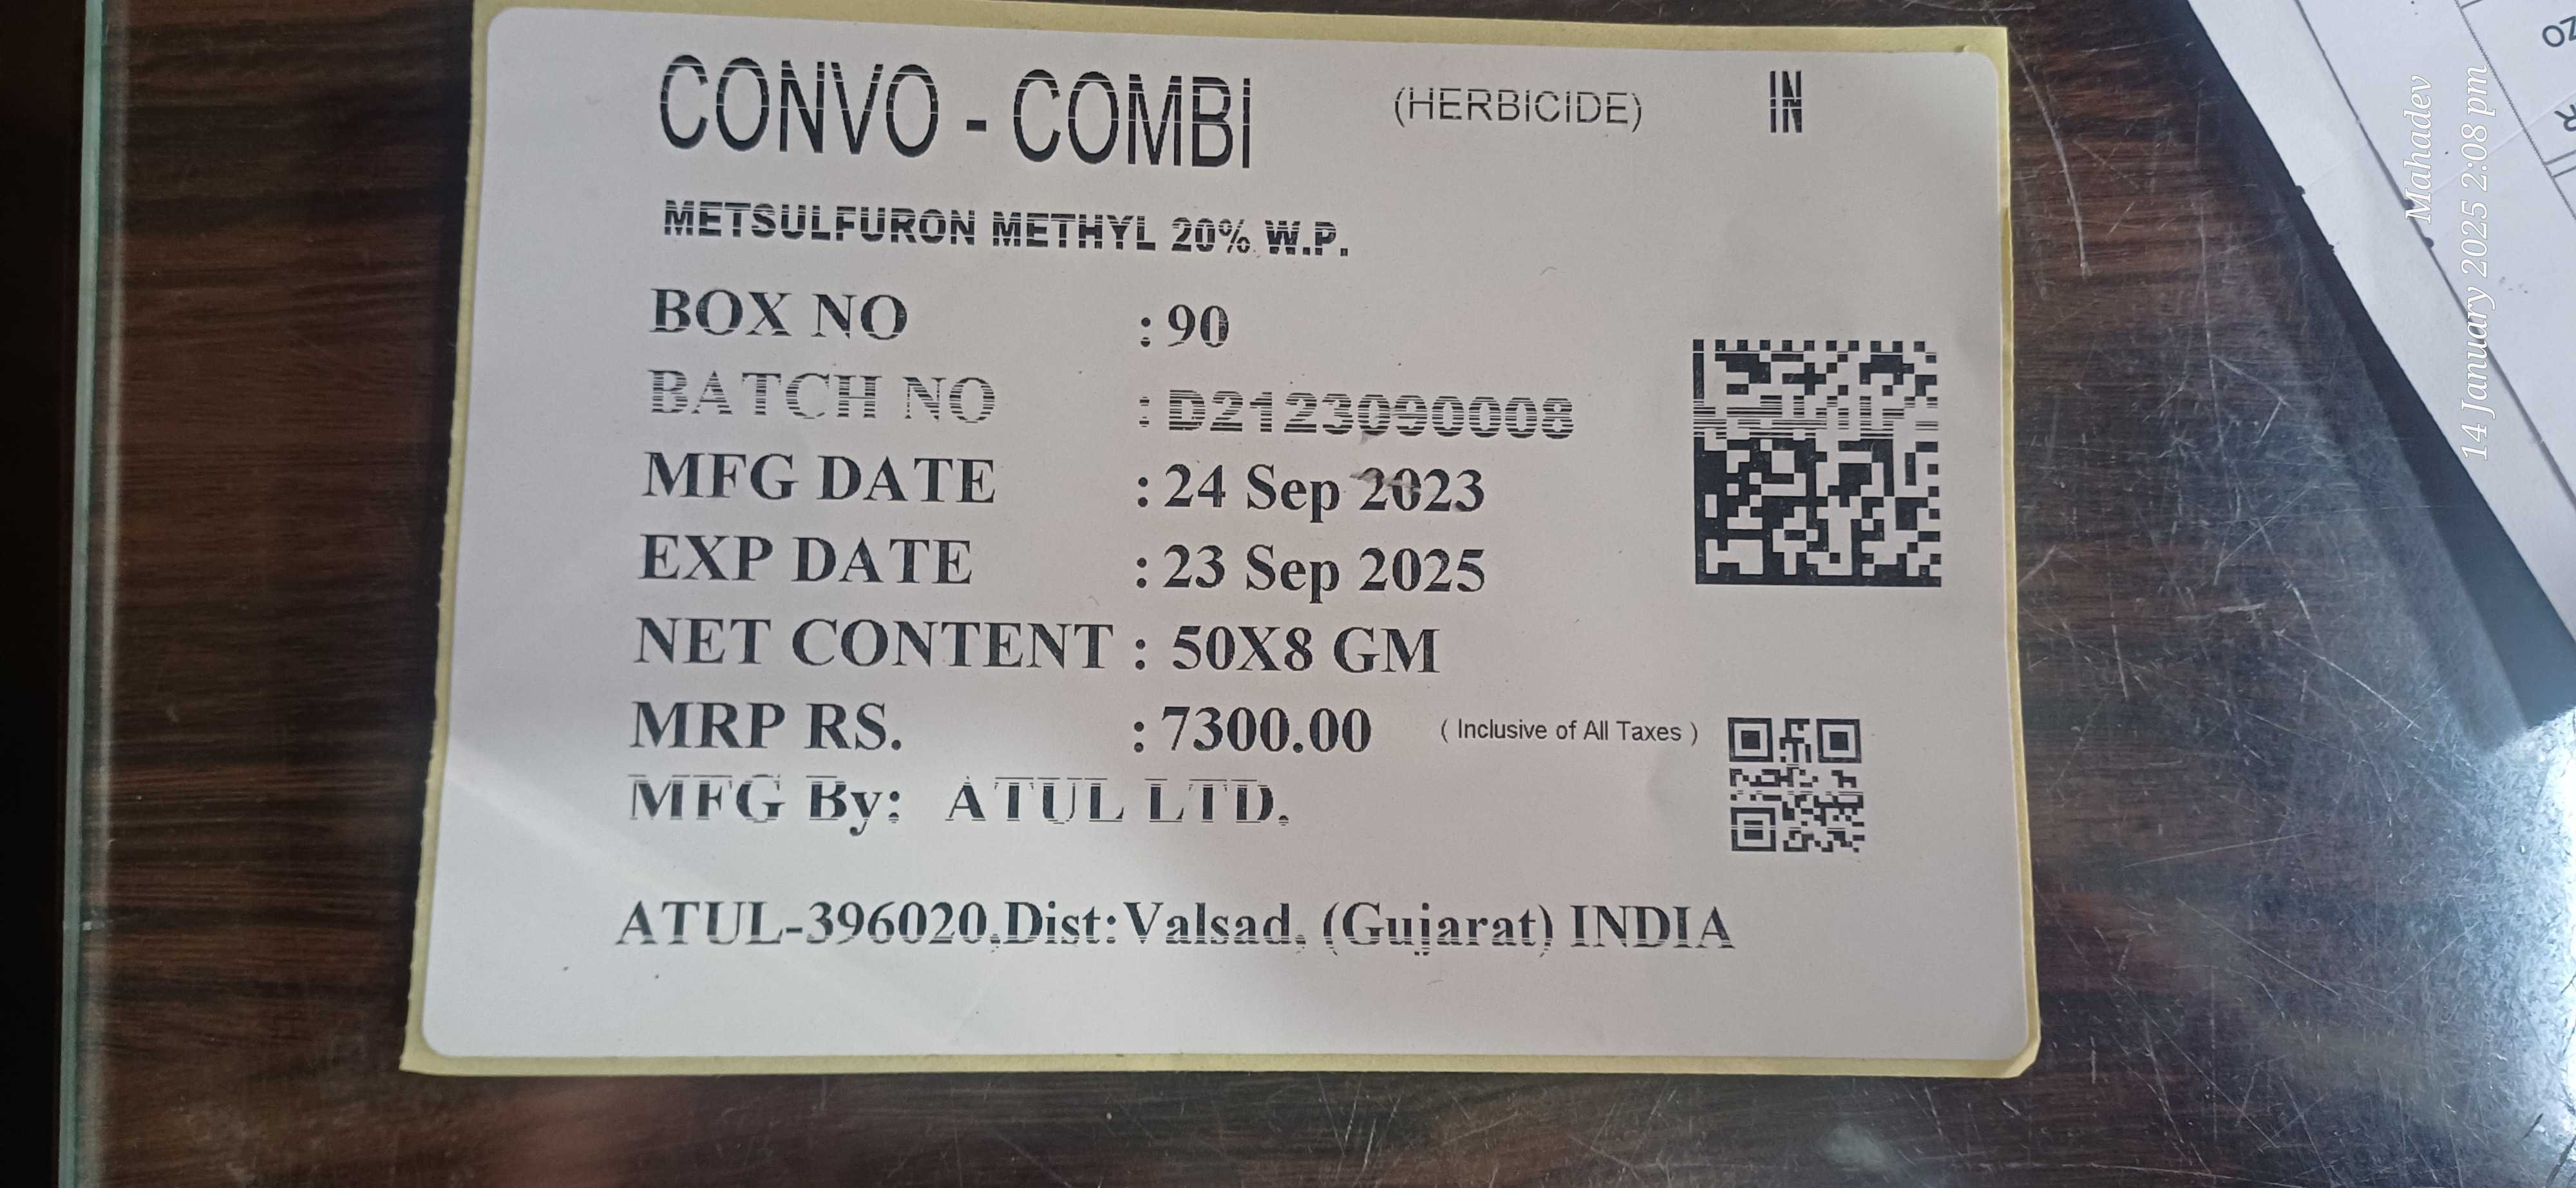 CONVO - COMBI (HERBICIDE) IN
METSULFURON METHYL 20% W.P.
BOX NO : 90
BATCH NO : D2123090008
MFG DATE : 24 Sep 2023
EXP DATE : 23 Sep 2025
NET CONTENT : 50X8 GM
MRP RS. : 7300.00 ( Inclusive of All Taxes )
MFG By: ATUL LTD.
ATUL-396020,Dist:Valsad, (Gujarat) INDIA
Mahadev
14 January 2025 2:08 pm